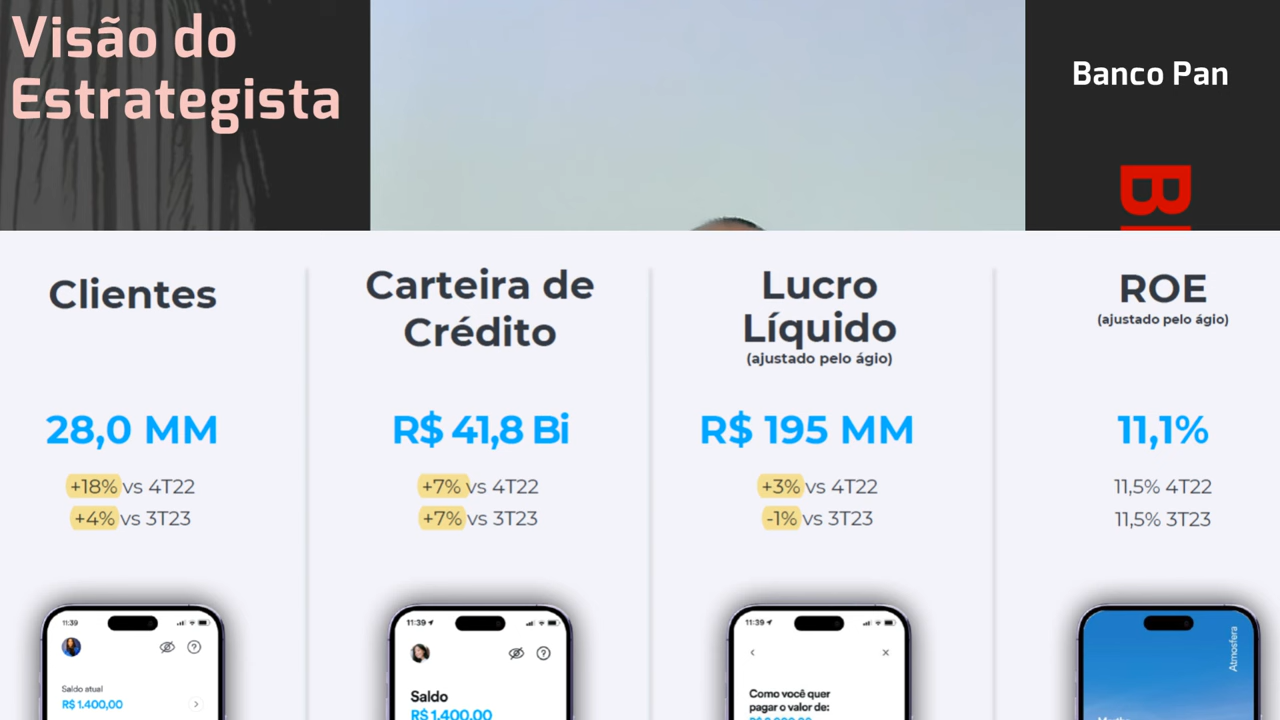 Visão do
Estrategista
Banco Pan
Clientes
28,0 MM
+18% vs 4T22
+4% vs 3T23
Carteira de
Crédito
R$ 41,8 Bi
+7% vs 4T22
+7% vs 3T23
Lucro
Líquido
(ajustado pelo ágio)
R$ 195 MM
+3% vs 4T22
-1% vs 3T23
ROE
(ajustado pelo ágio)
11,1%
11,5% 4T22
11,5% 3T23
11:39
Saldo atual
R$ 1.400,00
11:39
Saldo
R$ 1.400,00
11:39
Como você quer
pagar o valor de:
Atmosfera